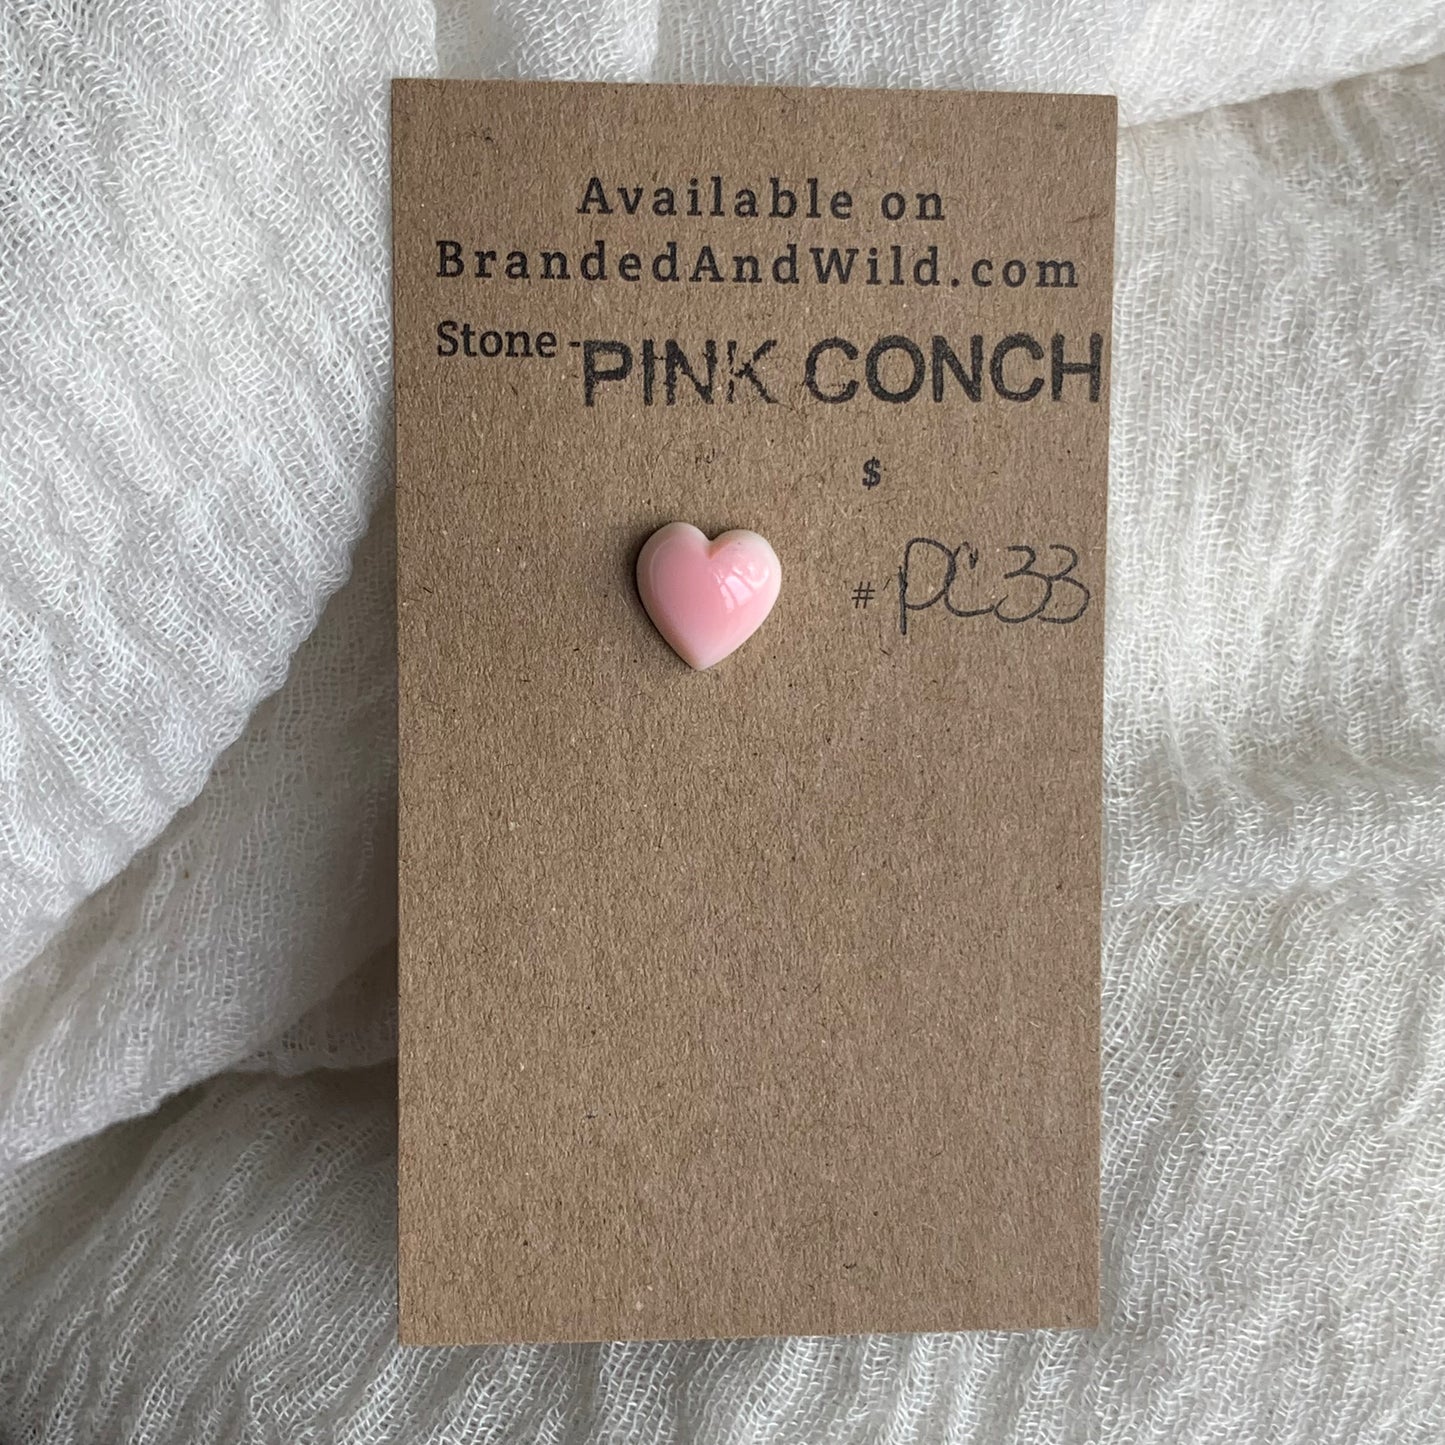 Available on
BrandedAndWild.com
Stone - PINK CONCH
$
# PC33